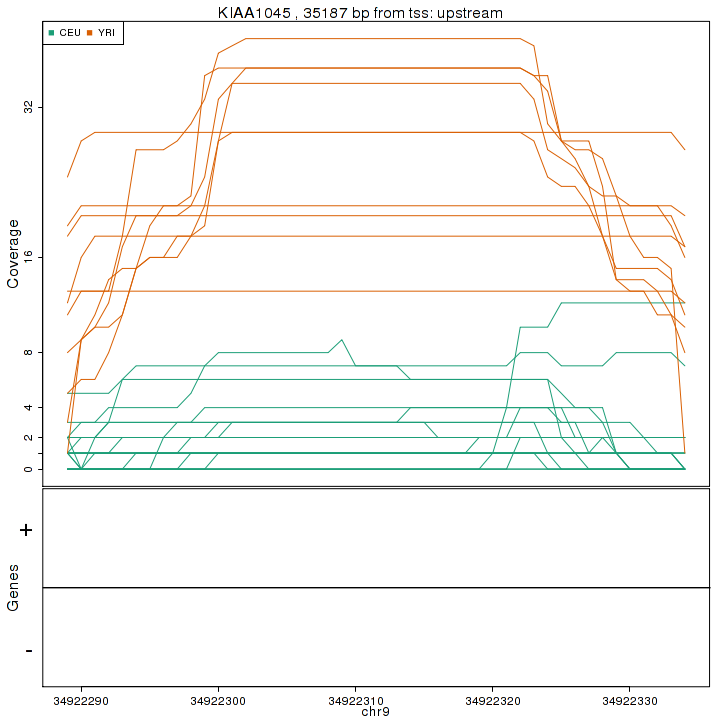 KIAA1045 , 35187 bp from tss: upstream
CEU YRI
Coverage
32
16
8
4
2
0
Genes
+
-
34922290 34922300 34922310 34922320 34922330
chr9